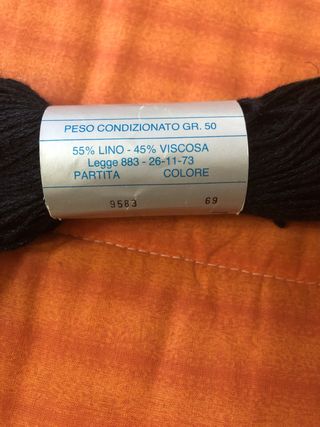 PESO CONDIZIONATO GR. 50
55% LINO - 45% VISCOSA
Legge 883 - 26-11-73
PARTITA COLORE
9583 69